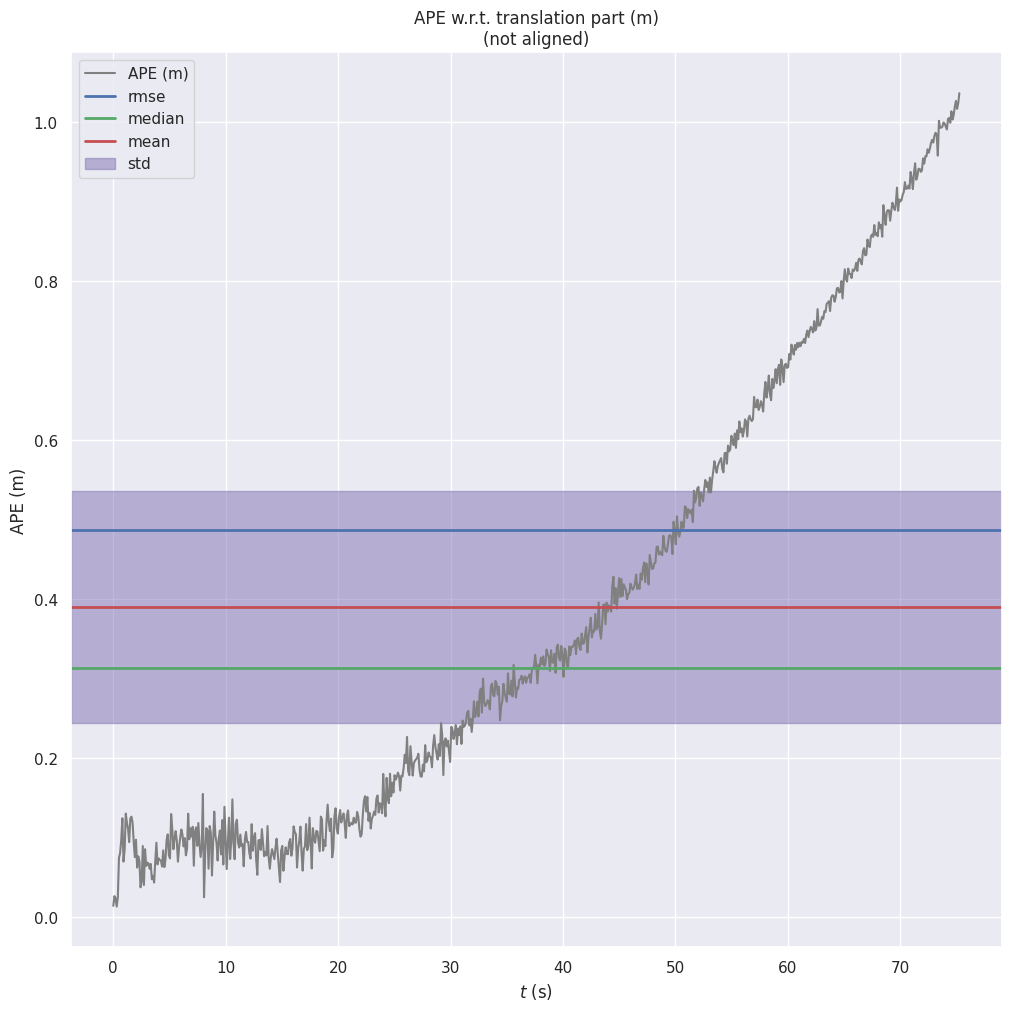 APE w.r.t. translation part (m)
(not aligned)
APE (m)
rmse
median
mean
std
1.0
0.8
0.6
0.4
0.2
0.0
APE (m)
0 10 20 30 40 50 60 70
t (s)